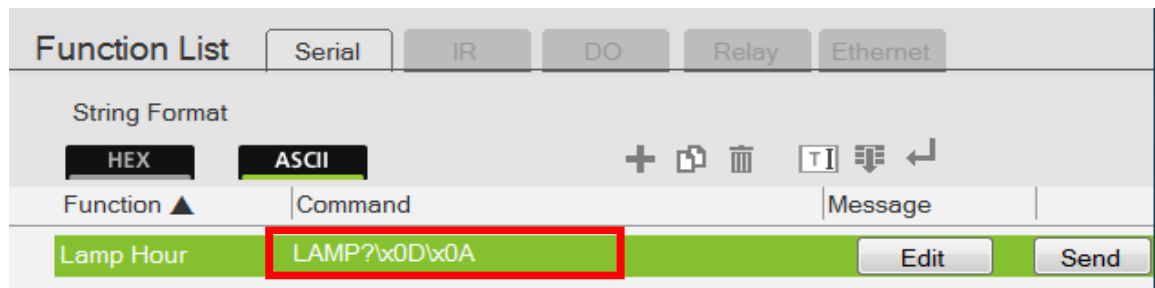 Function List Serial IR DO Relay Ethernet
String Format
HEX ASCII
Function ▲ Command Message
Lamp Hour LAMP?\x0D\x0A Edit Send